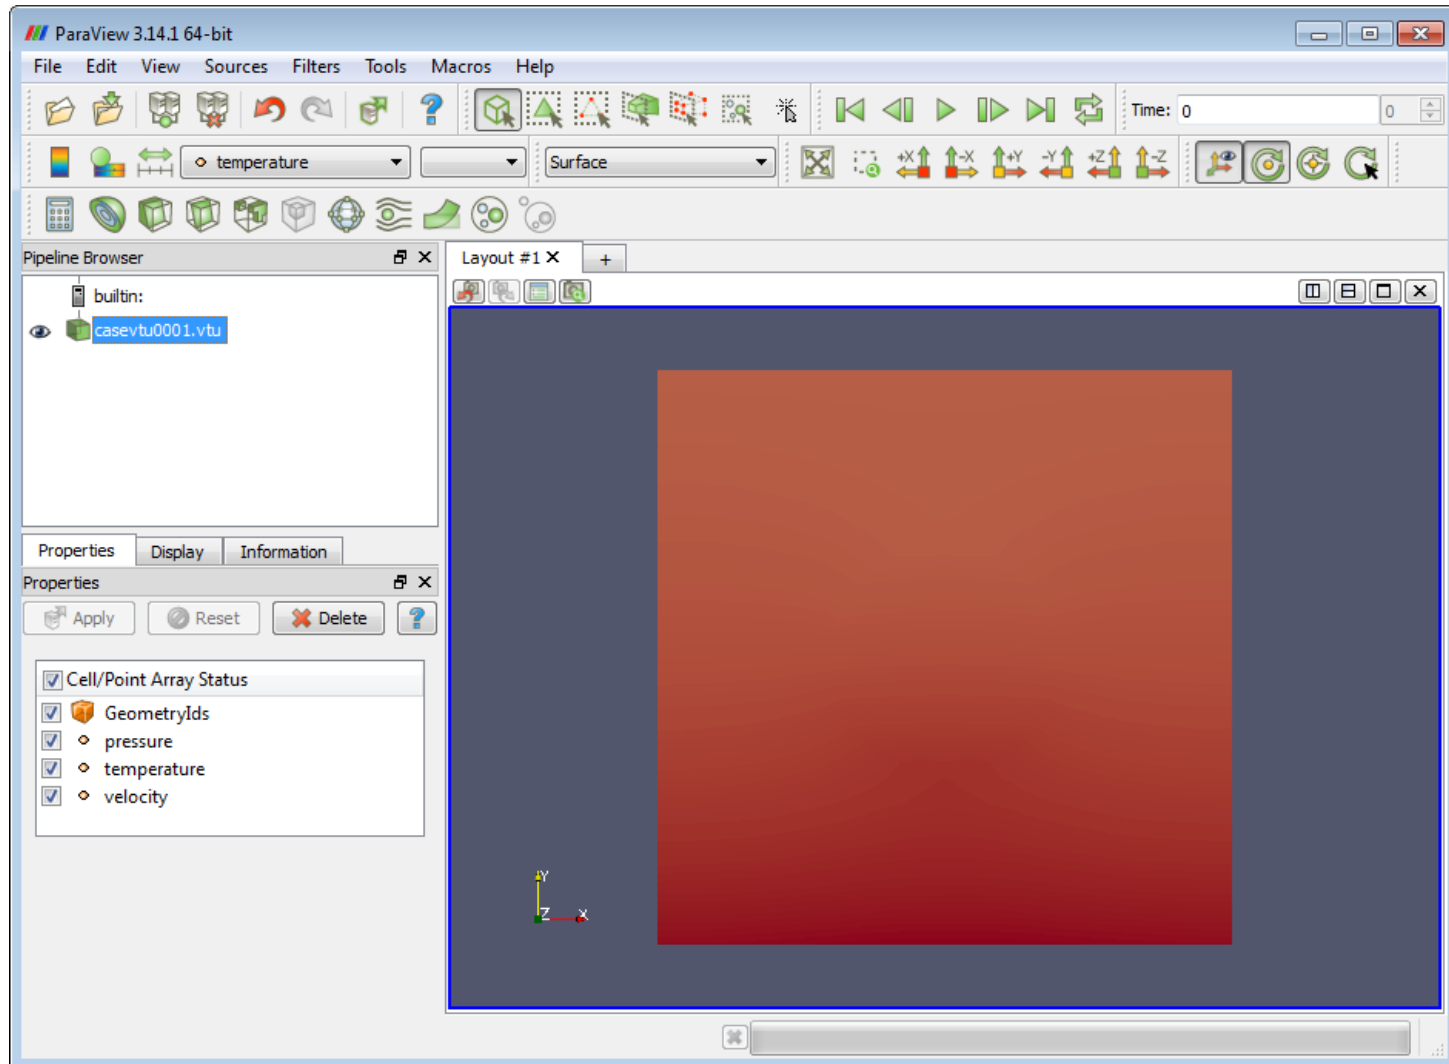 ParaView 3.14.1 64-bit
File Edit View Sources Filters Tools Macros Help
Time: 0 0
temperature Surface
+X -X +Y -Y +Z -Z
Pipeline Browser
Layout #1 +
builtin:
casevtu0001.vtu
Properties Display Information
Properties
Apply Reset Delete ?
Cell/Point Array Status
GeometryIds
pressure
temperature
velocity
Y
Z X